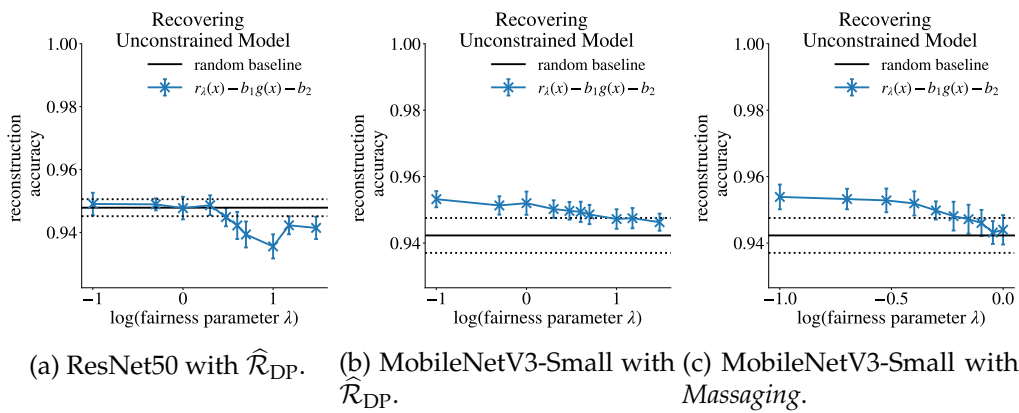 Recovering
Unconstrained Model
random baseline
r_λ(x) − b_1g(x) − b_2
reconstruction
accuracy
1.00
0.98
0.96
0.94
−1
0
1
log(fairness parameter λ)
(a) ResNet50 with R̂_DP.
Recovering
Unconstrained Model
random baseline
r_λ(x) − b_1g(x) − b_2
reconstruction
accuracy
1.00
0.98
0.96
0.94
−1
0
1
log(fairness parameter λ)
(b) MobileNetV3-Small with
R̂_DP.
Recovering
Unconstrained Model
random baseline
r_λ(x) − b_1g(x) − b_2
reconstruction
accuracy
1.00
0.98
0.96
0.94
−1.0
−0.5
0.0
log(fairness parameter λ)
(c) MobileNetV3-Small with
Massaging.